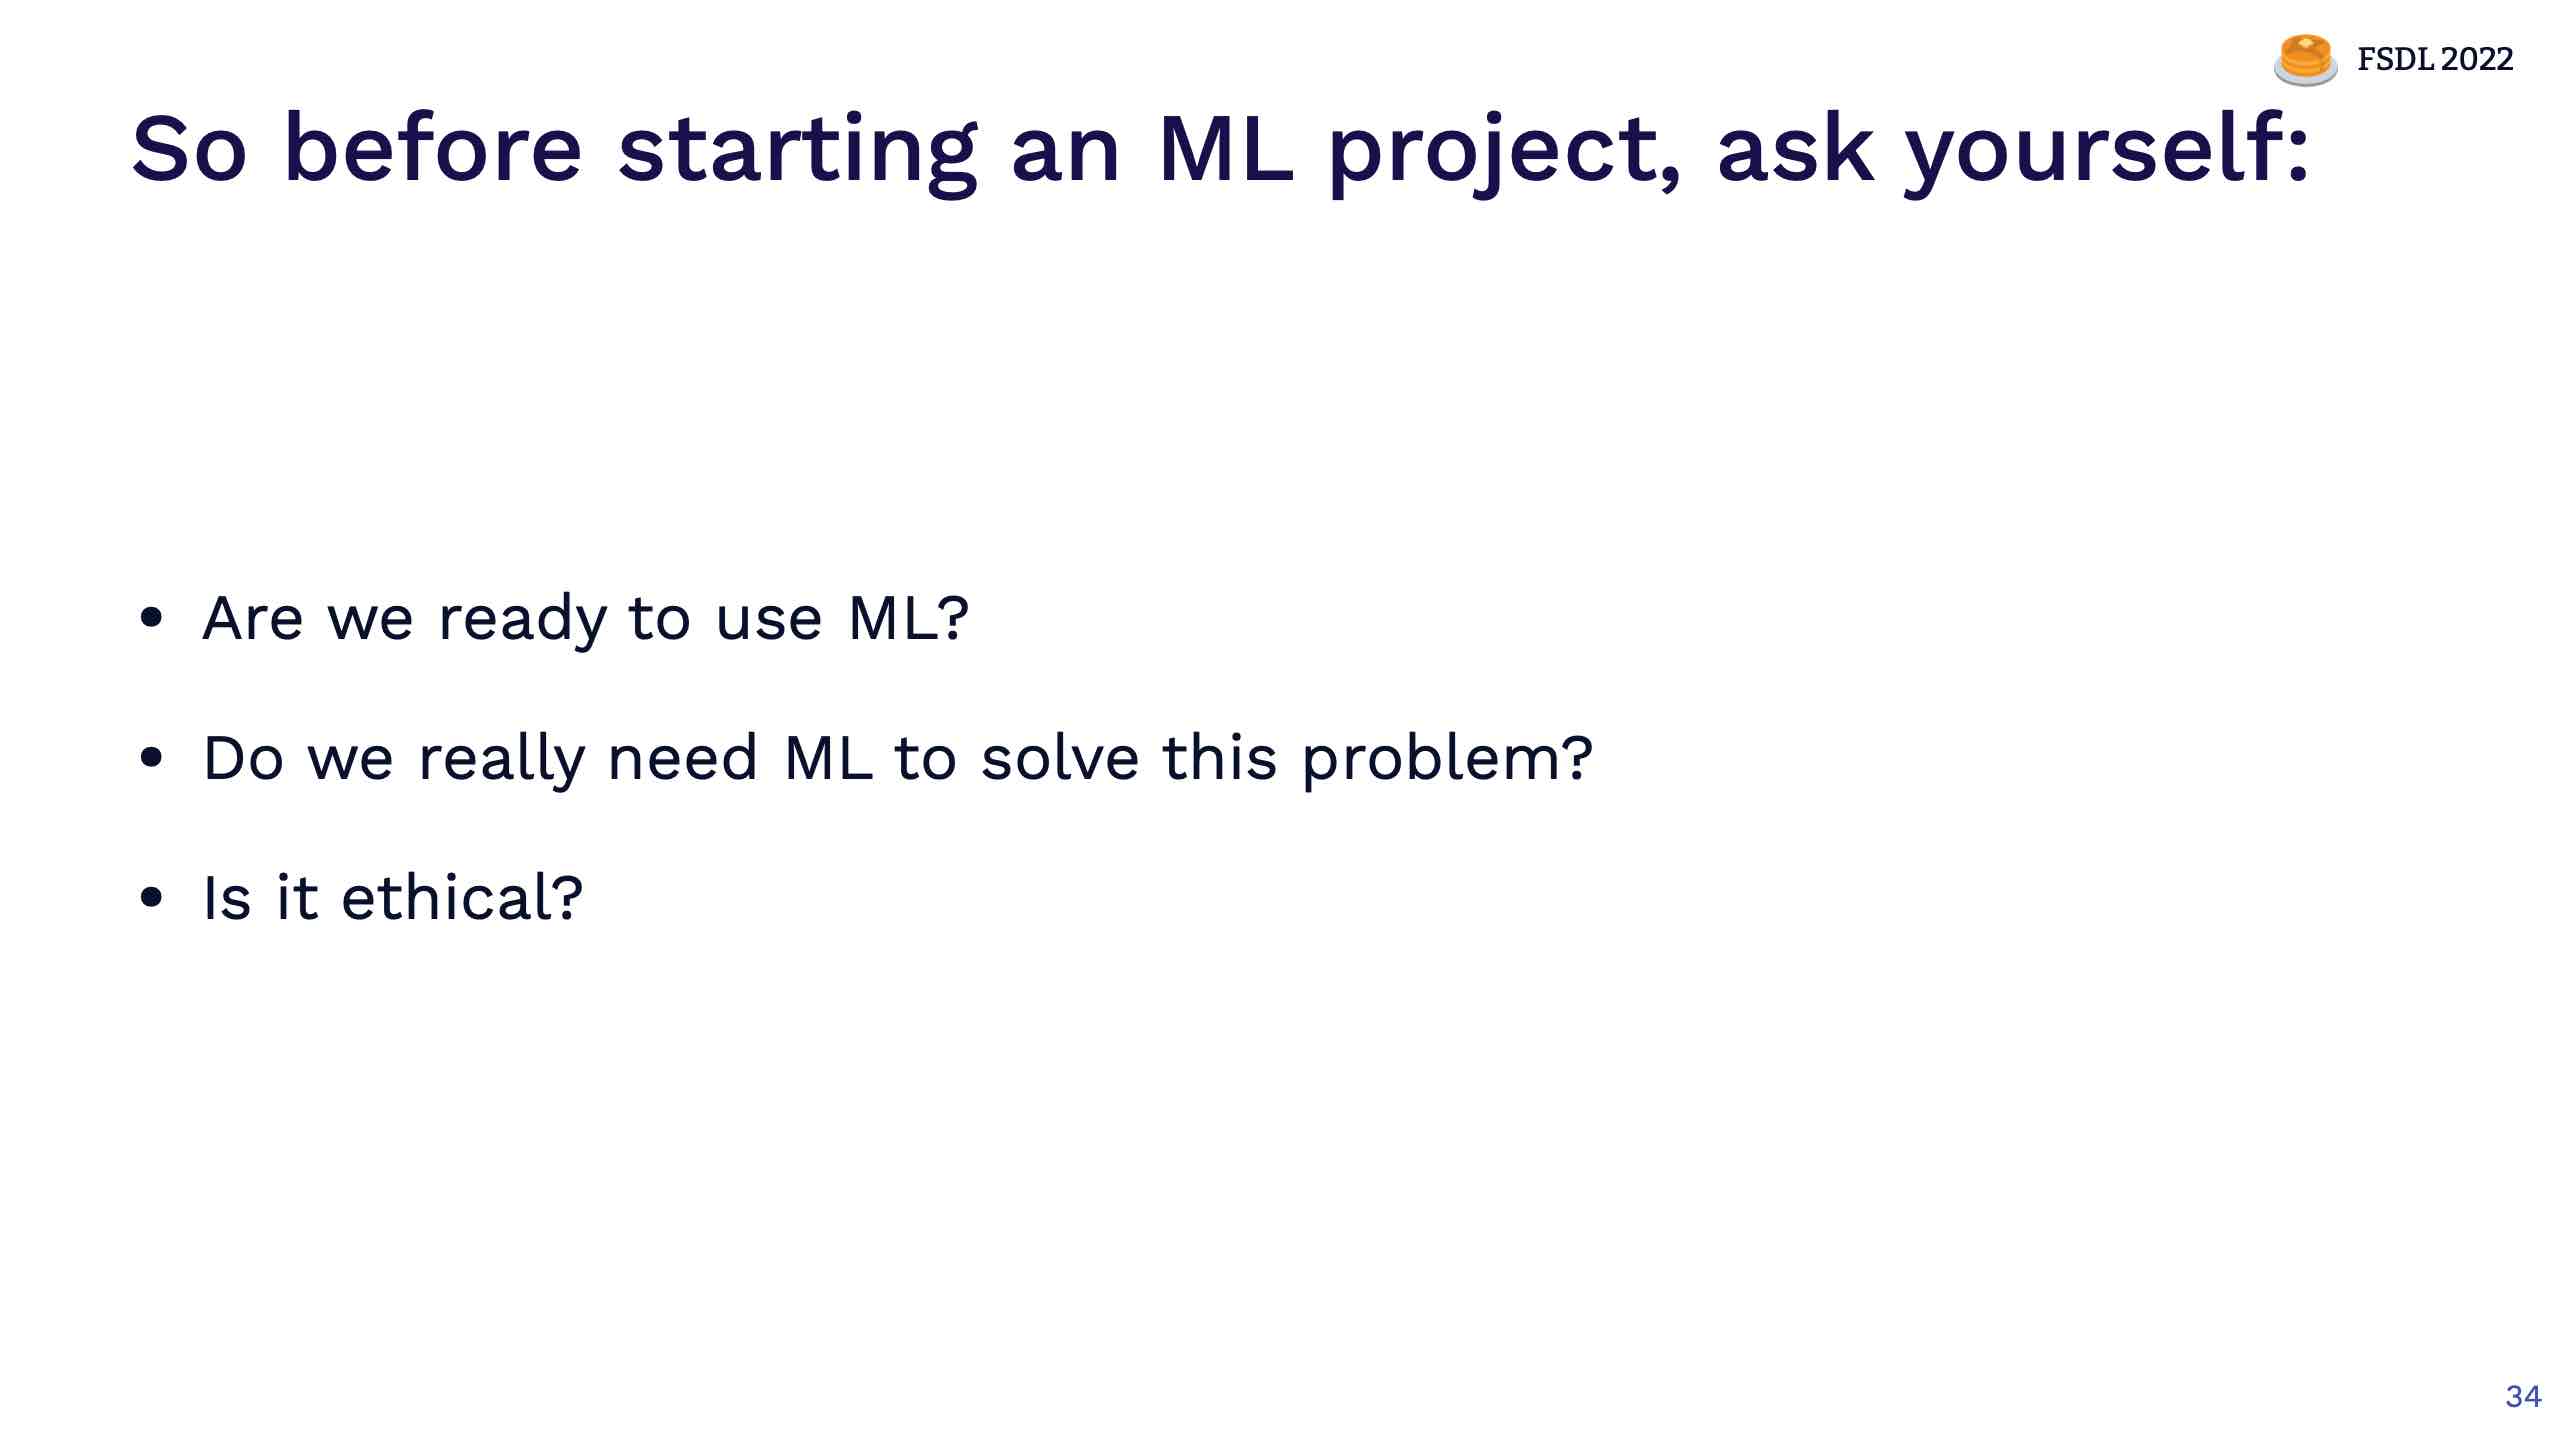 FSDL 2022
So before starting an ML project, ask yourself:
• Are we ready to use ML?
• Do we really need ML to solve this problem?
• Is it ethical?
34